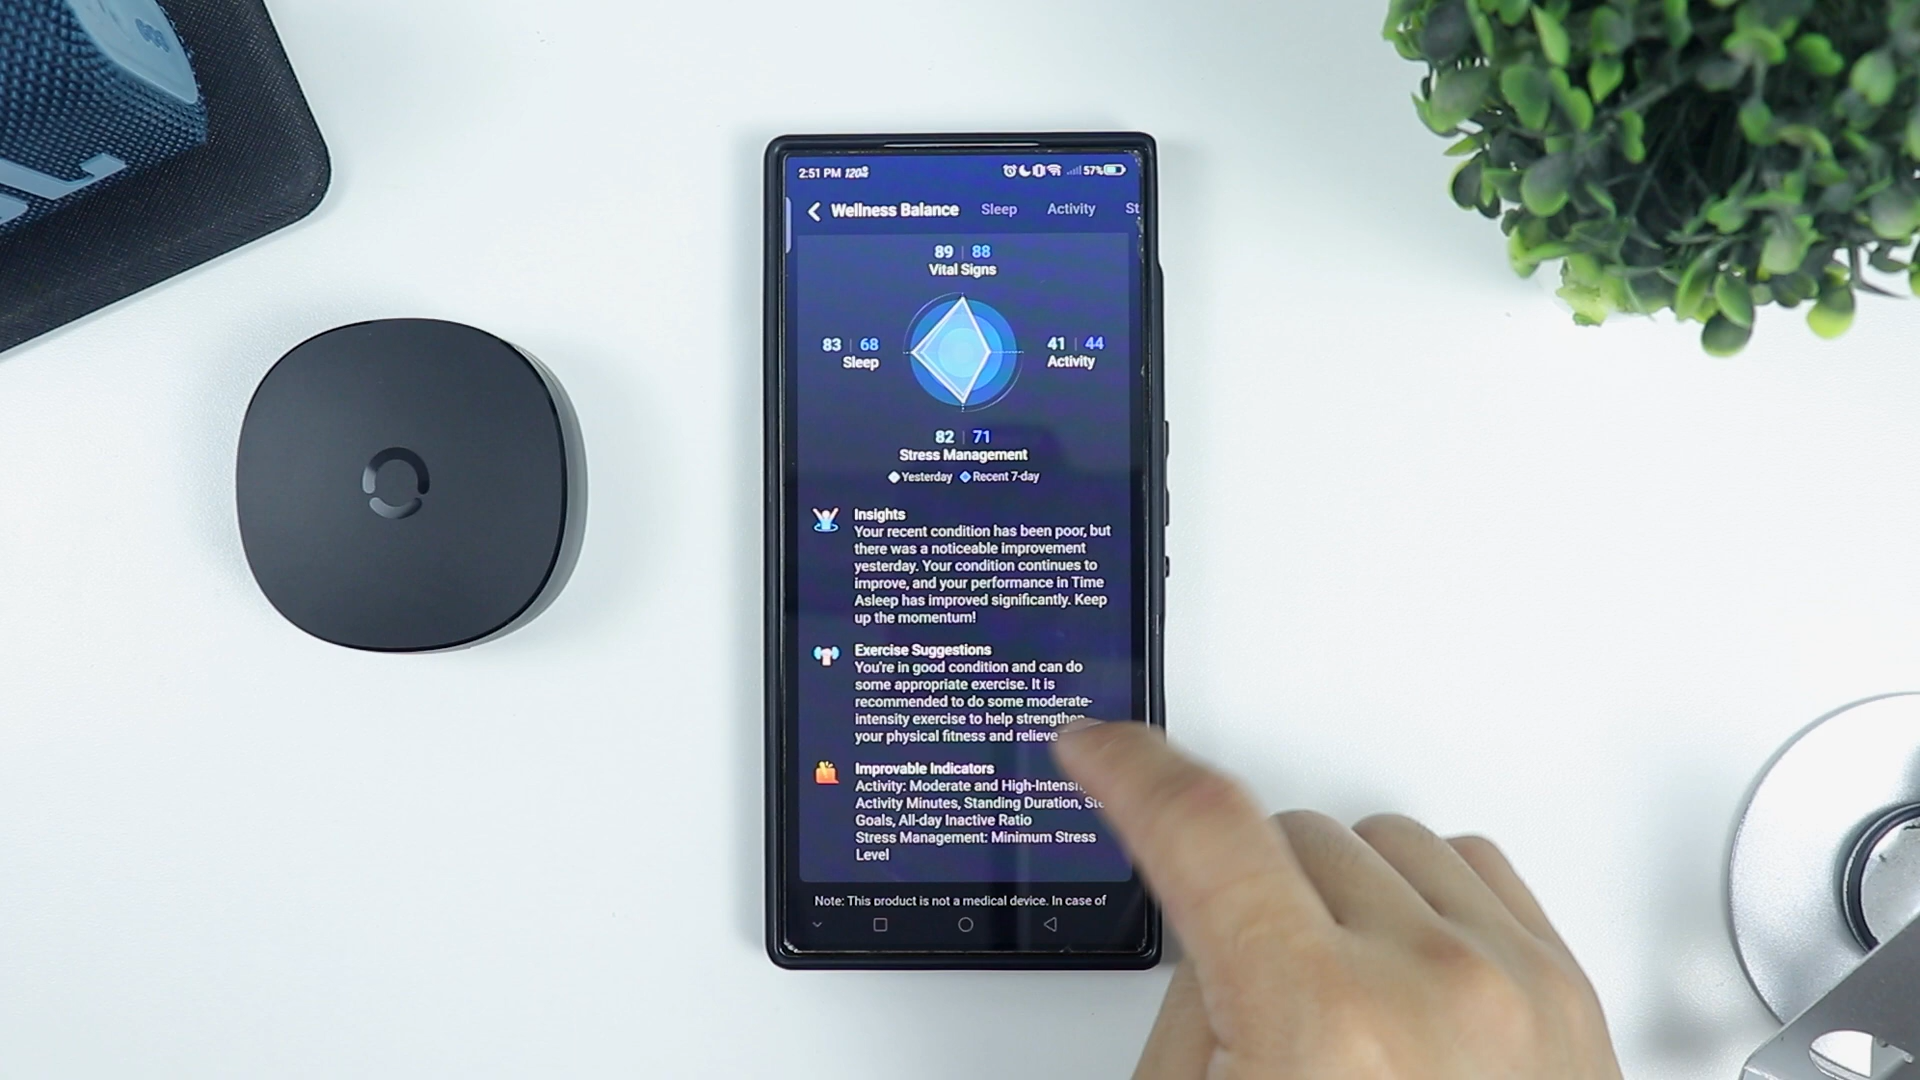 2:51 PM
57%
Wellness Balance Sleep Activity St
89 | 88
Vital Signs
83 | 68
Sleep
41 | 44
Activity
82 | 71
Stress Management
Yesterday Recent 7-day
Insights
Your recent condition has been poor, but
there was a noticeable improvement
yesterday. Your condition continues to
improve, and your performance in Time
Asleep has improved significantly. Keep
up the momentum!
Exercise Suggestions
You're in good condition and can do
some appropriate exercise. It is
recommended to do some moderate-
intensity exercise to help strengthen
your physical fitness and relieve
Improvable Indicators
Activity: Moderate and High-Intensity
Activity Minutes, Standing Duration, Ste
Goals, All-day Inactive Ratio
Stress Management: Minimum Stress
Level
Note: This product is not a medical device. In case of